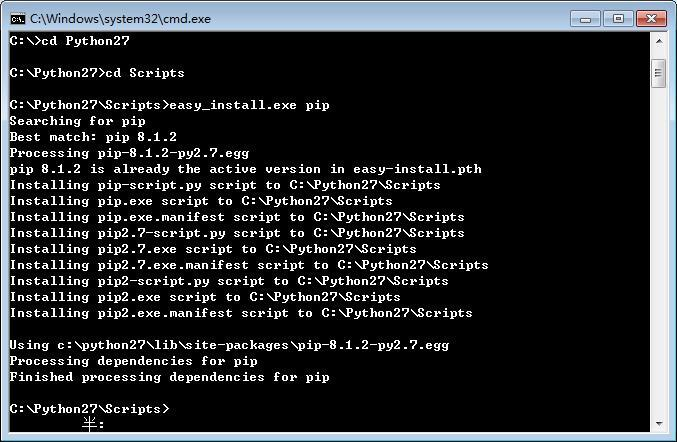 C:\Windows\system32\cmd.exe
C:\>cd Python27
C:\Python27>cd Scripts
C:\Python27\Scripts>easy_install.exe pip
Searching for pip
Best match: pip 8.1.2
Processing pip-8.1.2-py2.7.egg
pip 8.1.2 is already the active version in easy-install.pth
Installing pip-script.py script to C:\Python27\Scripts
Installing pip.exe script to C:\Python27\Scripts
Installing pip.exe.manifest script to C:\Python27\Scripts
Installing pip2.7-script.py script to C:\Python27\Scripts
Installing pip2.7.exe script to C:\Python27\Scripts
Installing pip2.7.exe.manifest script to C:\Python27\Scripts
Installing pip2-script.py script to C:\Python27\Scripts
Installing pip2.exe script to C:\Python27\Scripts
Installing pip2.exe.manifest script to C:\Python27\Scripts
Using c:\python27\lib\site-packages\pip-8.1.2-py2.7.egg
Processing dependencies for pip
Finished processing dependencies for pip
C:\Python27\Scripts>
半: